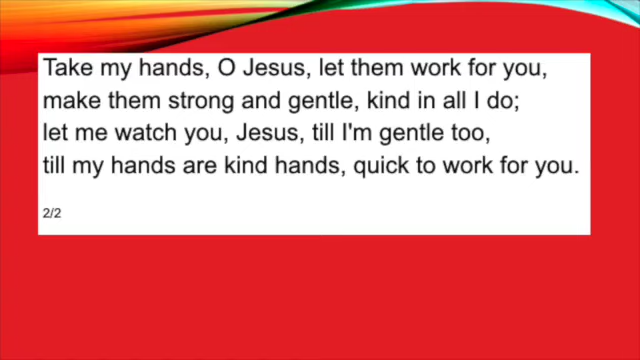 Take my hands, O Jesus, let them work for you,
make them strong and gentle, kind in all I do;
let me watch you, Jesus, till I'm gentle too,
till my hands are kind hands, quick to work for you.
2/2